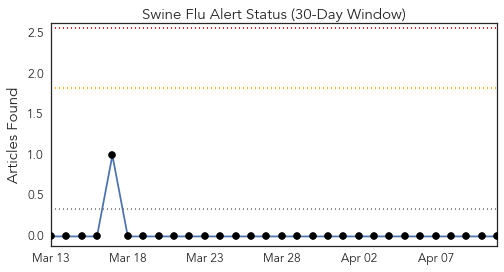 Swine Flu Alert Status (30-Day Window)
Articles Found
2.5
2.0
1.5
1.0
0.5
0.0
Mar 13 Mar 18 Mar 23 Mar 28 Apr 02 Apr 07